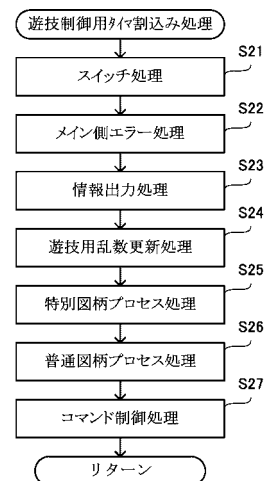 遊技制御用タイマ割込み処理
S21
スイッチ処理
S22
メイン側エラー処理
S23
情報出力処理
S24
遊技用乱数更新処理
S25
特別図柄プロセス処理
S26
普通図柄プロセス処理
S27
コマンド制御処理
リターン